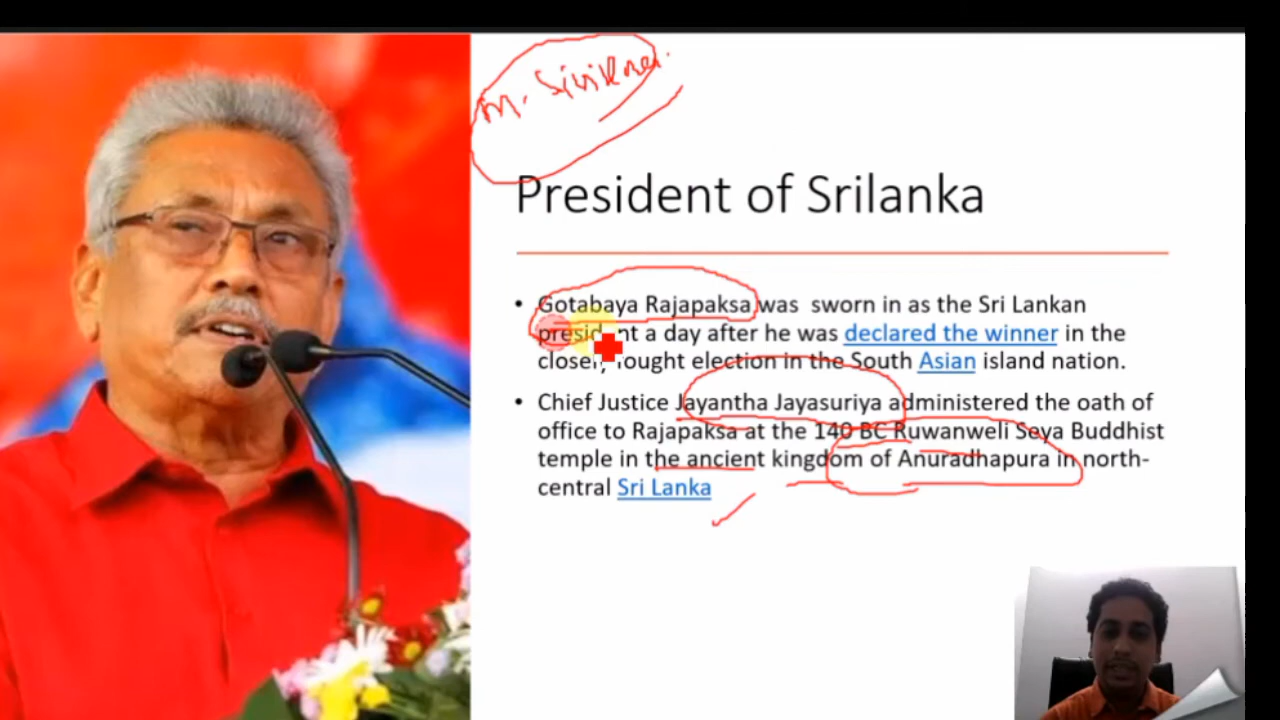 President of Srilanka
• Gotabaya Rajapaksa was sworn in as the Sri Lankan
president a day after he was declared the winner in the
fought election in the South Asian island nation.
• Chief Justice Jayantha Jayasuriya administered the oath of
office to Rajapaksa at the 140 BC Ruwanweli Seya Buddhist
temple in the ancient kingdom of Anuradhapura in north-
central Sri Lanka